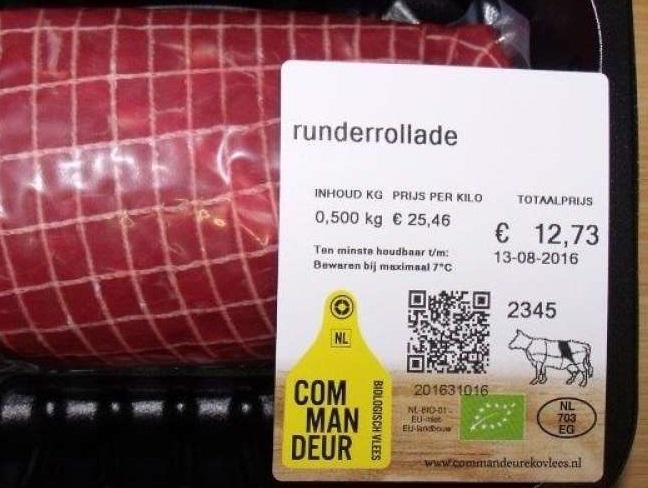 runderrollade
INHOUD KG PRIJS PER KILO TOTAALPRIJS
0,500 kg € 25,46 € 12,73
Ten minste houdbaar t/m: 13-08-2016
Bewaren bij maximaal 7°C
2345
NL
COM
MAN
DEUR
BIOLOGISCH VLEES
201631016
NL-BIO-01
EU-/niet-
EU-landbouw
NL
703
EG
www.commandeurekovlees.nl